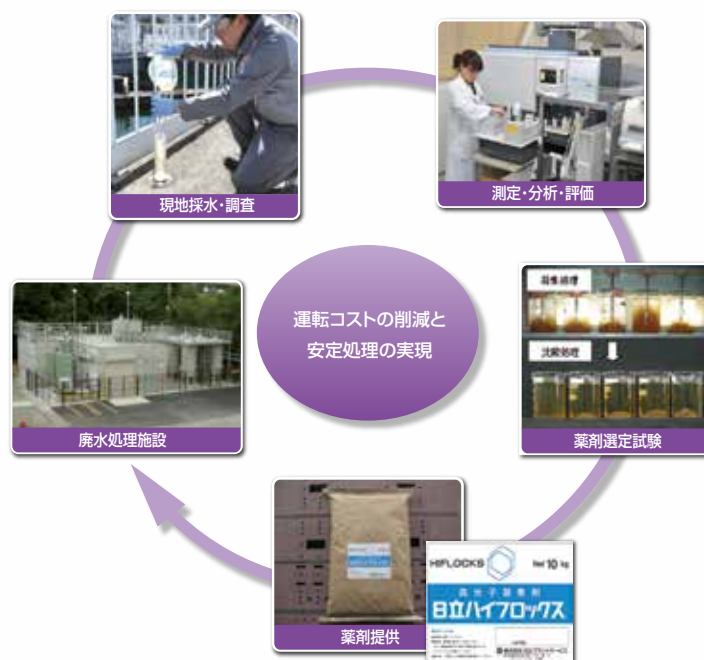 現地採水・調査
測定・分析・評価
運転コストの削減と
安定処理の実現
凝集処理
沈殿処理
廃水処理施設
薬剤選定試験
HIFLOCKS
Net 10 kg
高分子凝集剤
日立ハイフロックス
薬剤提供